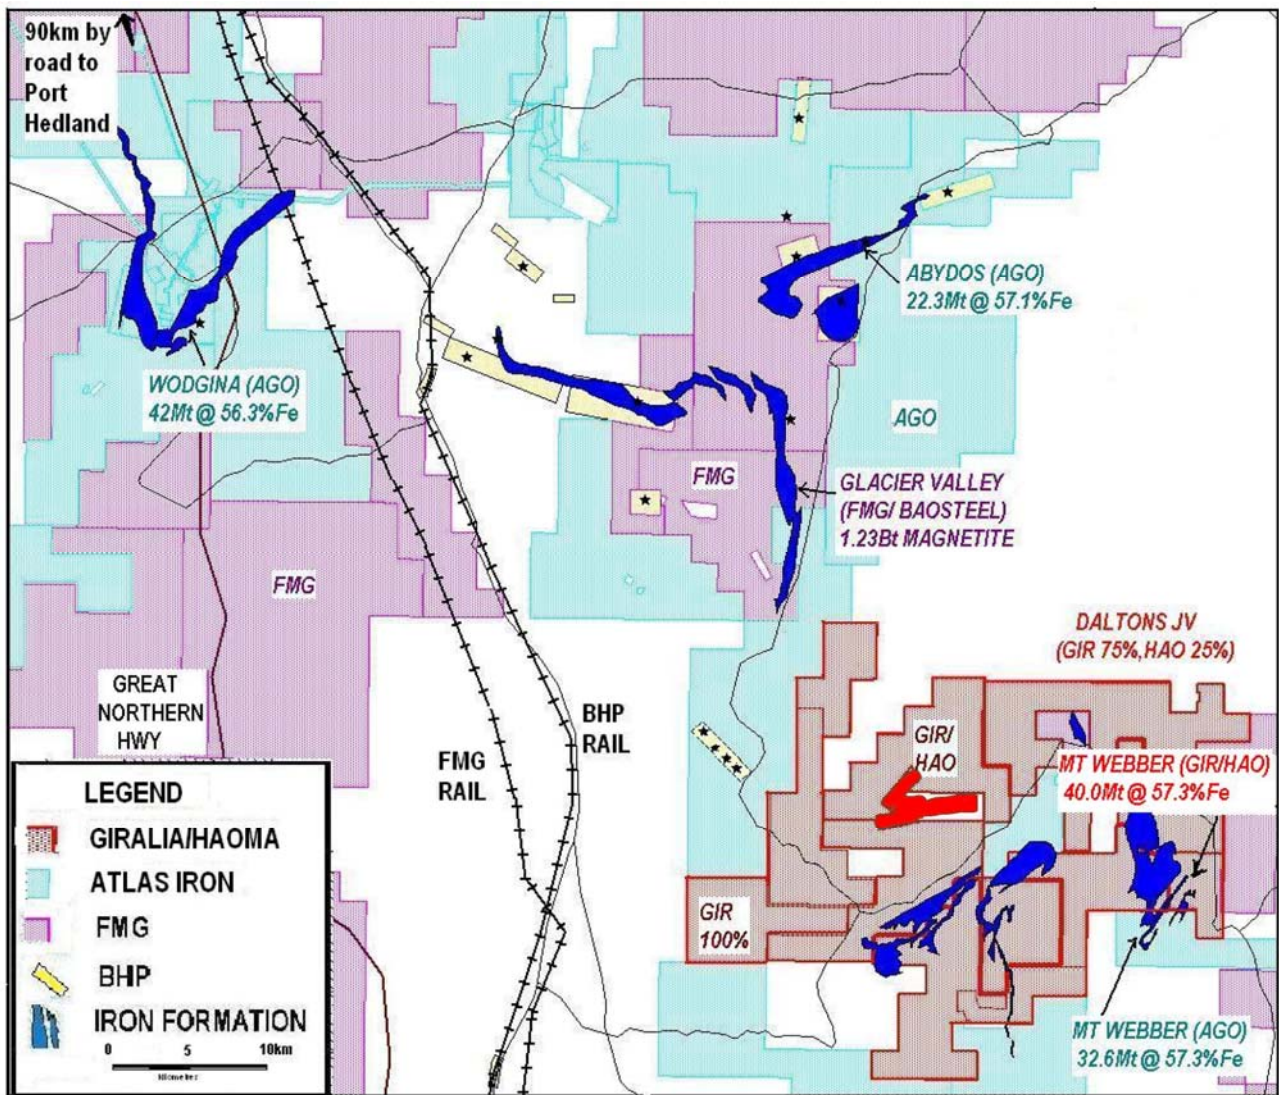 90km by
road to
Port
Hedland
ABYDOS (AGO)
22.3Mt @ 57.1%Fe
WODGINA (AGO)
42Mt @ 56.3%Fe
AGO
FMG
GLACIER VALLEY
(FMG/ BAOSTEEL)
1.23Bt MAGNETITE
FMG
DALTONS JV
(GIR 75%,HAO 25%)
GREAT
NORTHERN
HWY
BHP
RAIL
FMG
RAIL
GIR/
HAO
MT WEBBER (GIR/HAO)
40.0Mt @ 57.3%Fe
GIR
100%
MT WEBBER (AGO)
32.6Mt @ 57.3%Fe
LEGEND
GIRALIA/HAOMA
ATLAS IRON
FMG
BHP
IRON FORMATION
0 5 10km
kilometer